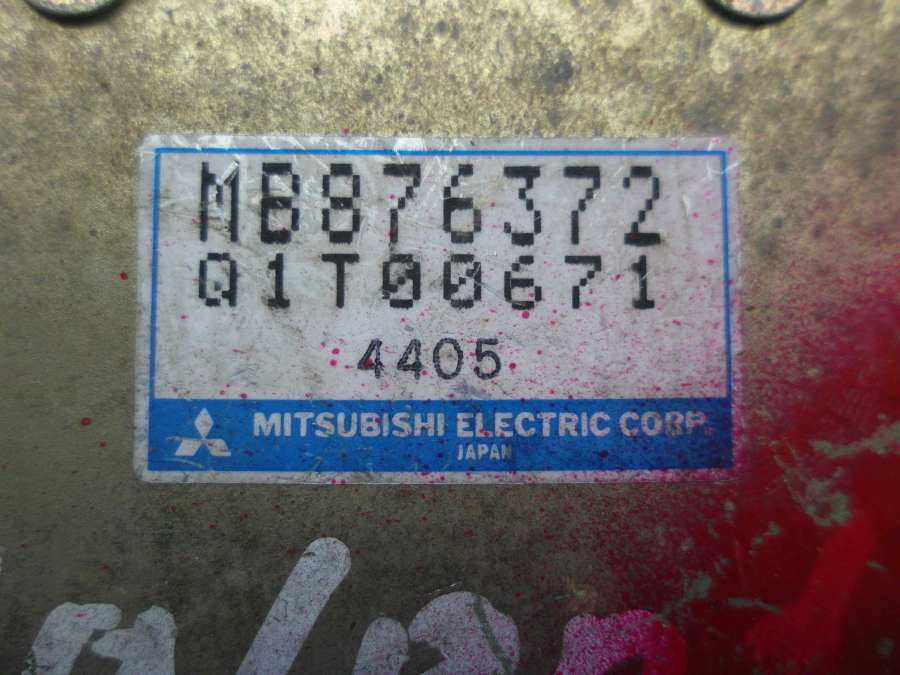 MB876372
Q1T00671
4405
MITSUBISHI ELECTRIC CORP.
JAPAN